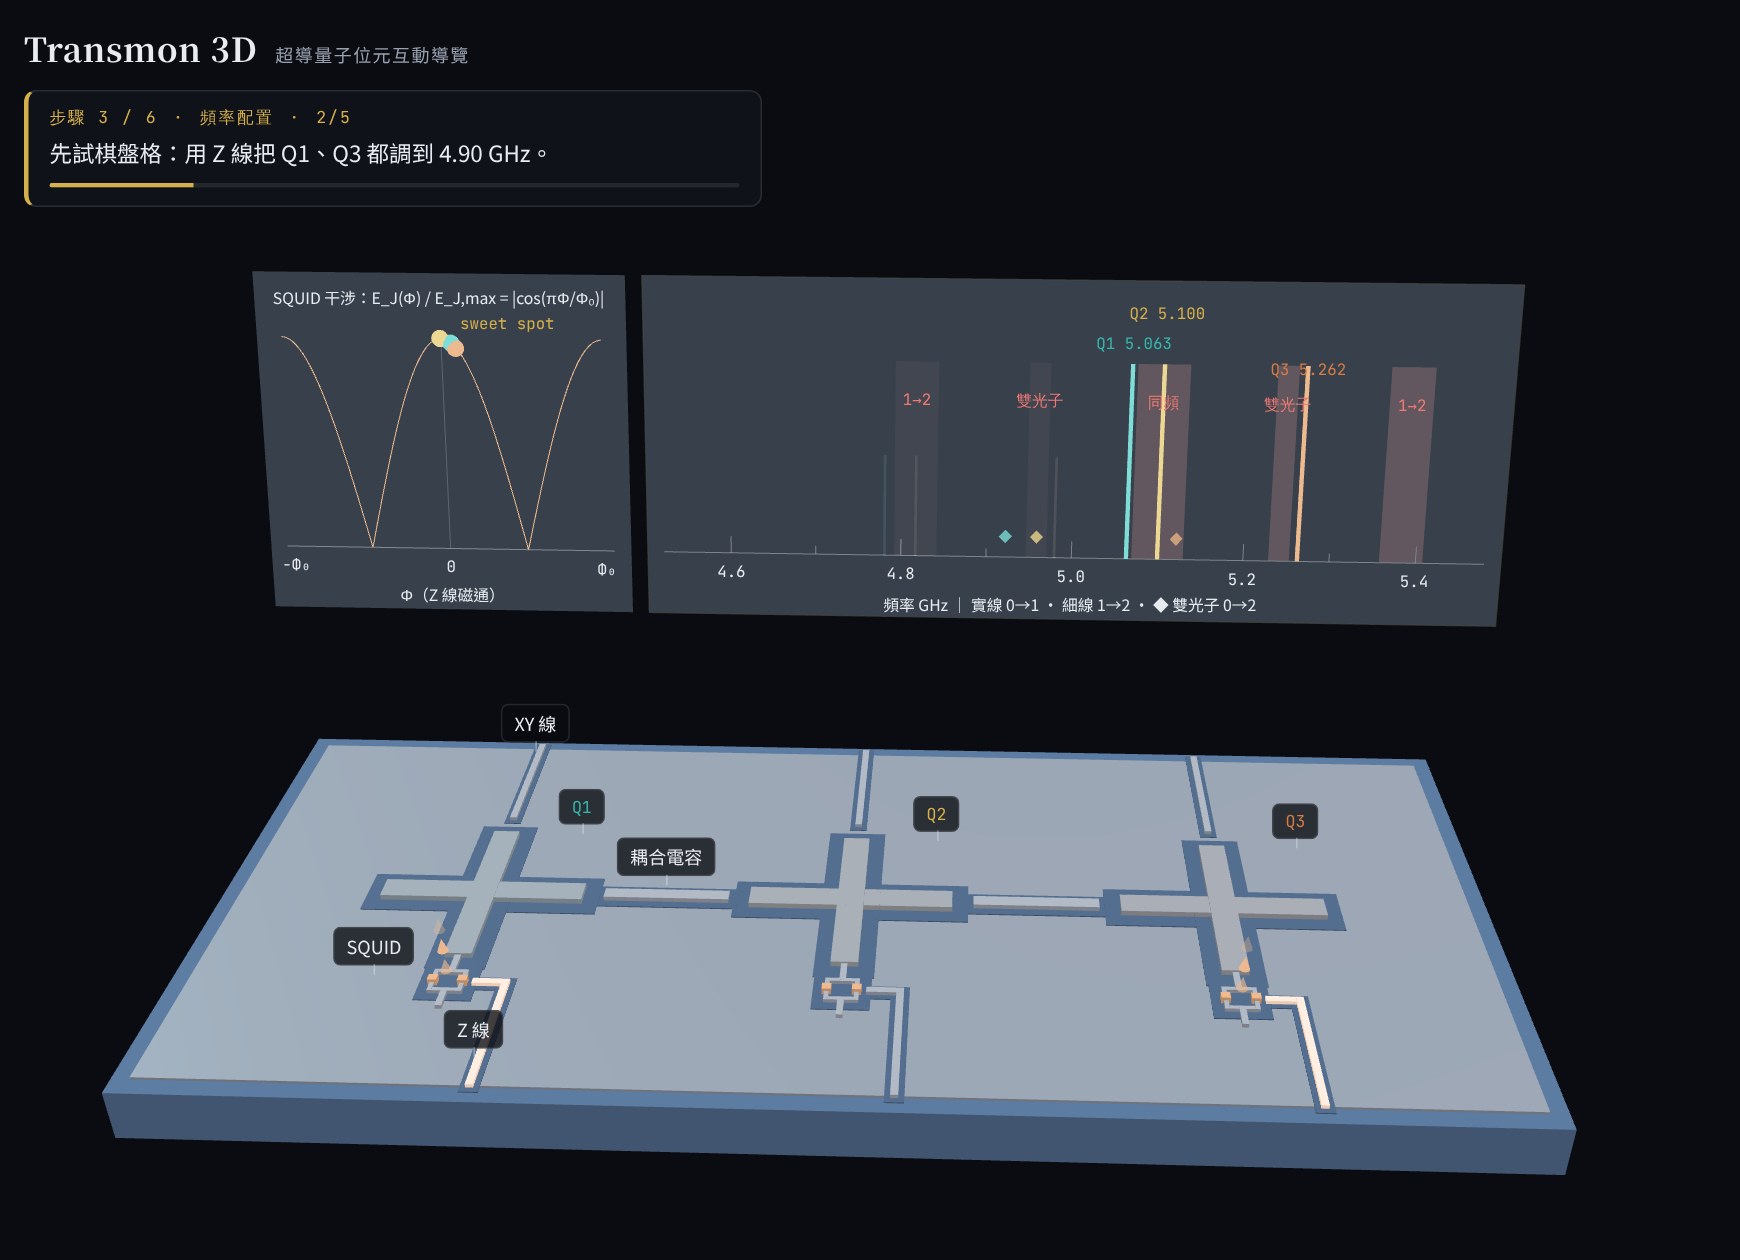 Transmon 3D 超導量子位元互動導覽
步驟 3 / 6 · 頻率配置 · 2/5
先試棋盤格：用 Z 線把 Q1、Q3 都調到 4.90 GHz。
SQUID 干涉：E_J(Φ) / E_J,max = |cos(πΦ/Φ₀)|
sweet spot
-Φ₀ 0 Φ₀
Φ（Z 線磁通）
Q2 5.100
Q1 5.063
Q3 5.262
1→2 雙光子 同頻 雙光子 1→2
4.6 4.8 5.0 5.2 5.4
頻率 GHz｜實線 0→1 · 細線 1→2 · ◆ 雙光子 0→2
XY 線
Q1
Q2
Q3
耦合電容
SQUID
Z 線